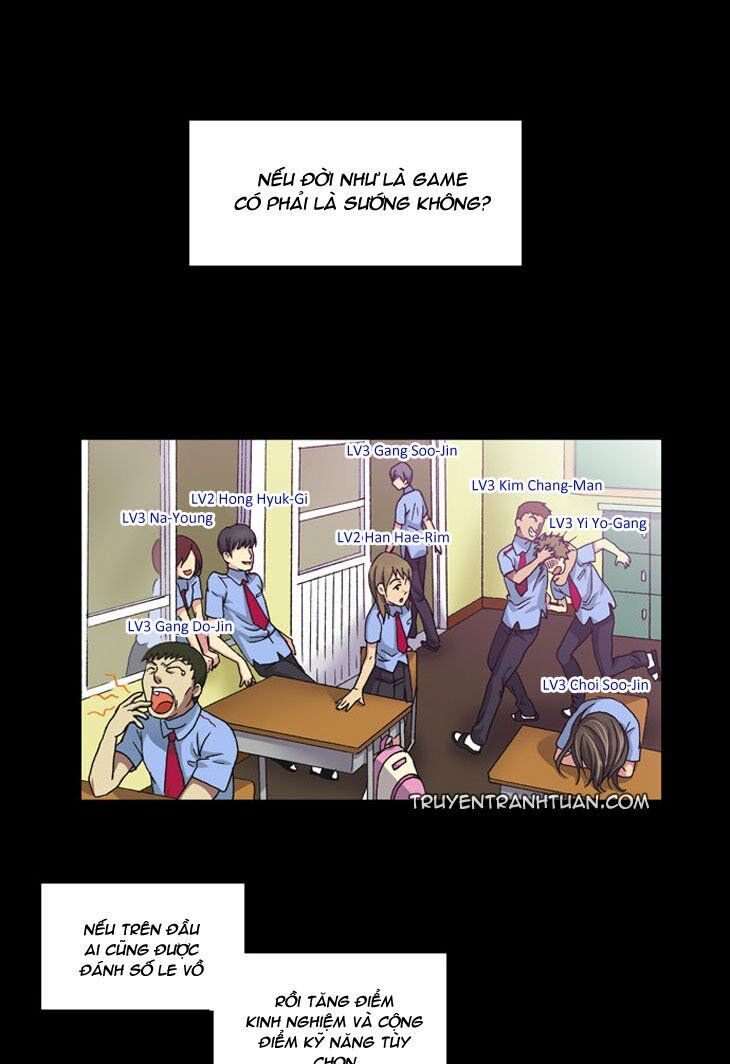 NẾU ĐỜI NHƯ LÀ GAME
CÓ PHẢI LÀ SƯỚNG KHÔNG?
LV3 Gang Soo-Jin
LV3 Kim Chang-Man
LV2 Hong Hyuk-Gi
LV3 Na-Young
LV3 Yi Yo-Gang
LV2 Han Hae-Rim
LV3 Gang Do-Jin
LV3 Choi Soo-Jin
TRUYENTRANHTUAN.COM
NẾU TRÊN ĐẦU
AI CŨNG ĐƯỢC
ĐÁNH SỐ LE VỒ
RỒI TĂNG ĐIỂM
KINH NGHIỆM VÀ CỘNG
ĐIỂM KỸ NĂNG TÙY
CHỌN